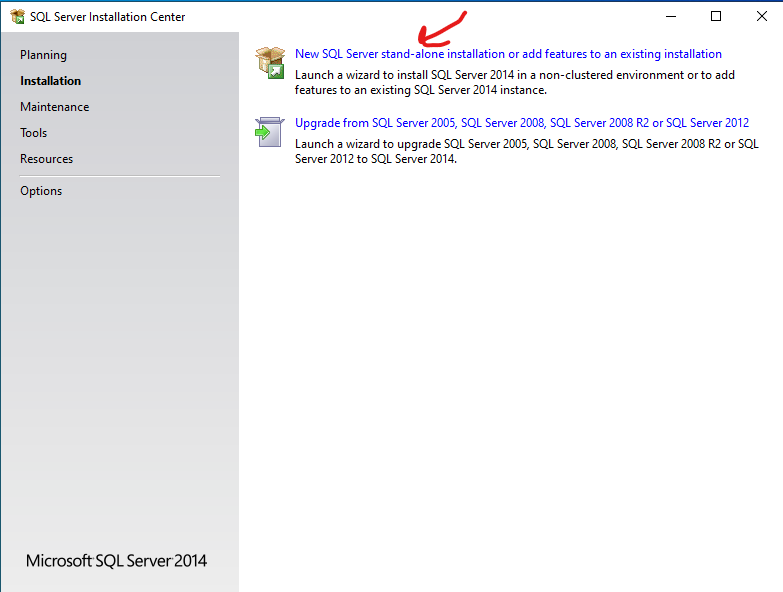 SQL Server Installation Center
Planning
Installation
Maintenance
Tools
Resources
Options
New SQL Server stand-alone installation or add features to an existing installation
Launch a wizard to install SQL Server 2014 in a non-clustered environment or to add
features to an existing SQL Server 2014 instance.
Upgrade from SQL Server 2005, SQL Server 2008, SQL Server 2008 R2 or SQL Server 2012
Launch a wizard to upgrade SQL Server 2005, SQL Server 2008, SQL Server 2008 R2 or SQL
Server 2012 to SQL Server 2014.
Microsoft SQL Server 2014